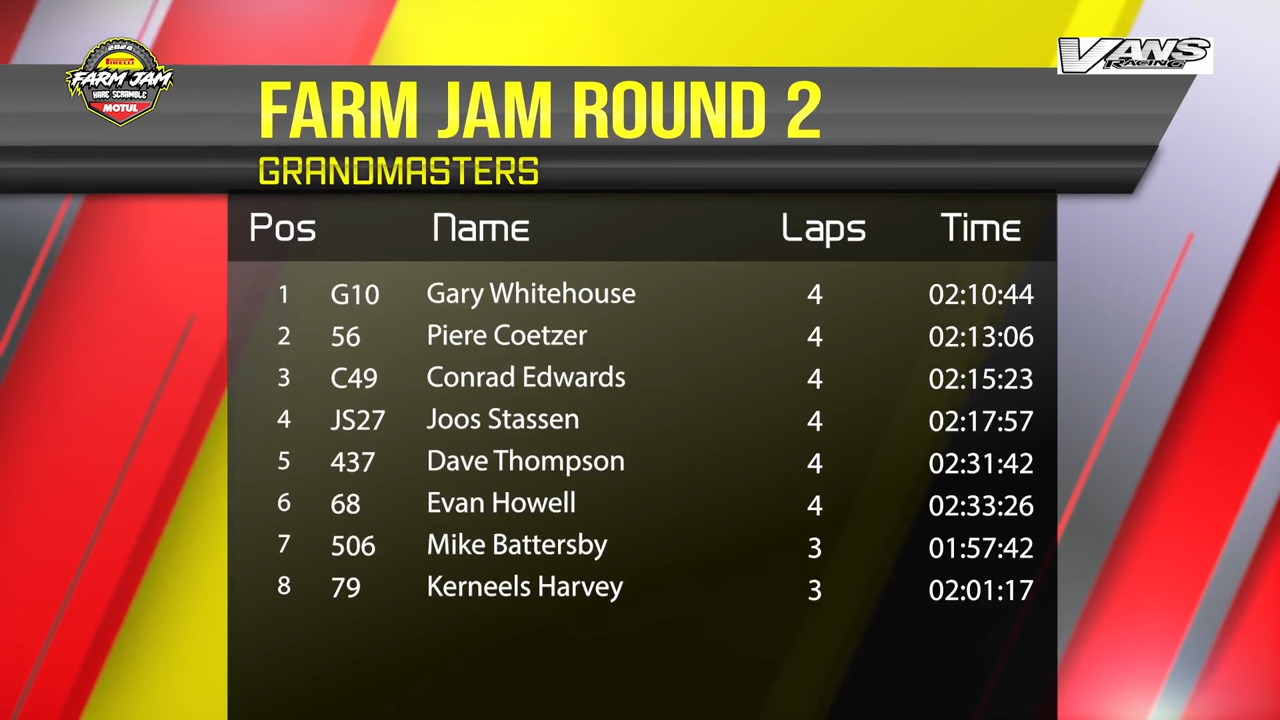 2024
PIRELLI
FARM JAM
HARE SCRAMBLE
MOTUL
VANS
RACING
FARM JAM ROUND 2
GRANDMASTERS
Pos Name Laps Time
1 G10 Gary Whitehouse 4 02:10:44
2 56 Piere Coetzer 4 02:13:06
3 C49 Conrad Edwards 4 02:15:23
4 JS27 Joos Stassen 4 02:17:57
5 437 Dave Thompson 4 02:31:42
6 68 Evan Howell 4 02:33:26
7 506 Mike Battersby 3 01:57:42
8 79 Kerneels Harvey 3 02:01:17